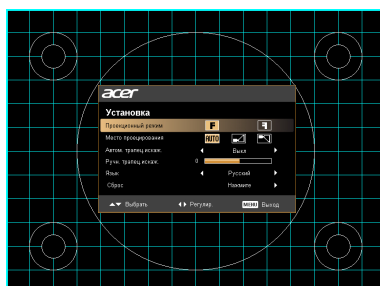 acer
Установка
Проекционный режим F
Место проецирования AUTO
Автом. трапец искаж. Выкл
Ручн. трапец искаж. 0
Язык Русский
Сброс Нажмите
Выбрать Регулир. MENU Выход